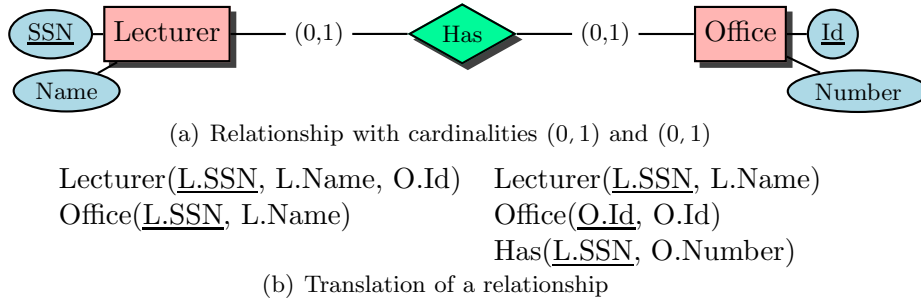 SSN Lecturer (0,1) Has (0,1) Office Id
Name Number
(a) Relationship with cardinalities (0, 1) and (0, 1)
Lecturer(L.SSN, L.Name, O.Id) Lecturer(L.SSN, L.Name)
Office(L.SSN, L.Name) Office(O.Id, O.Id)
Has(L.SSN, O.Number)
(b) Translation of a relationship